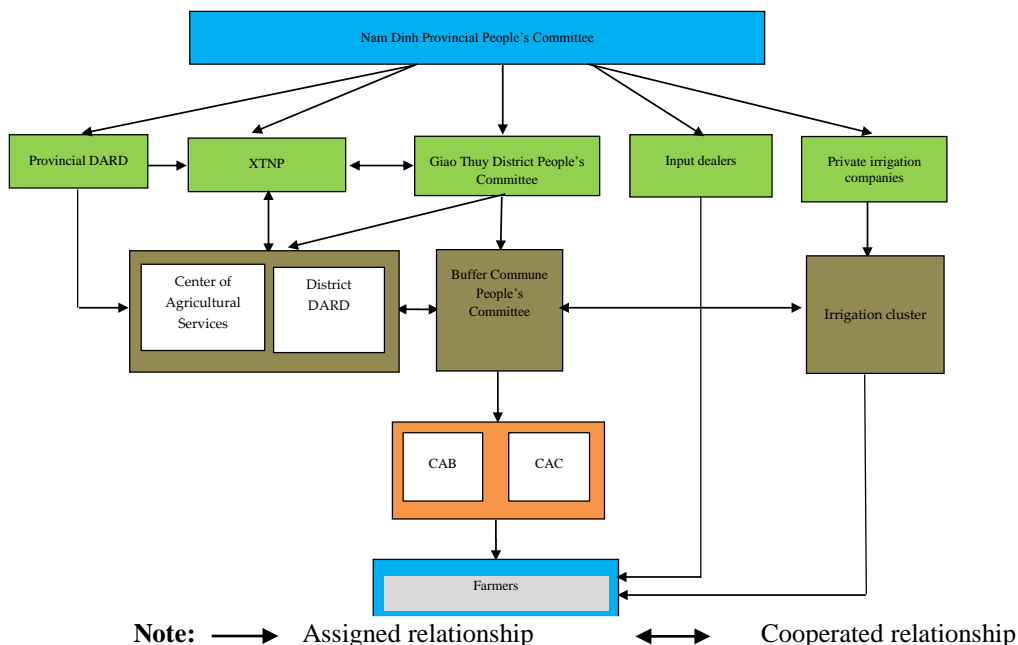 Nam Dinh Provincial People's Committee
Provincial DARD
XTNP
Giao Thuy District People's
Committee
Input dealers
Private irrigation
companies
Center of
Agricultural
Services
District
DARD
Buffer Commune
People's
Committee
Irrigation cluster
CAB
CAC
Farmers
Note: Assigned relationship Cooperated relationship